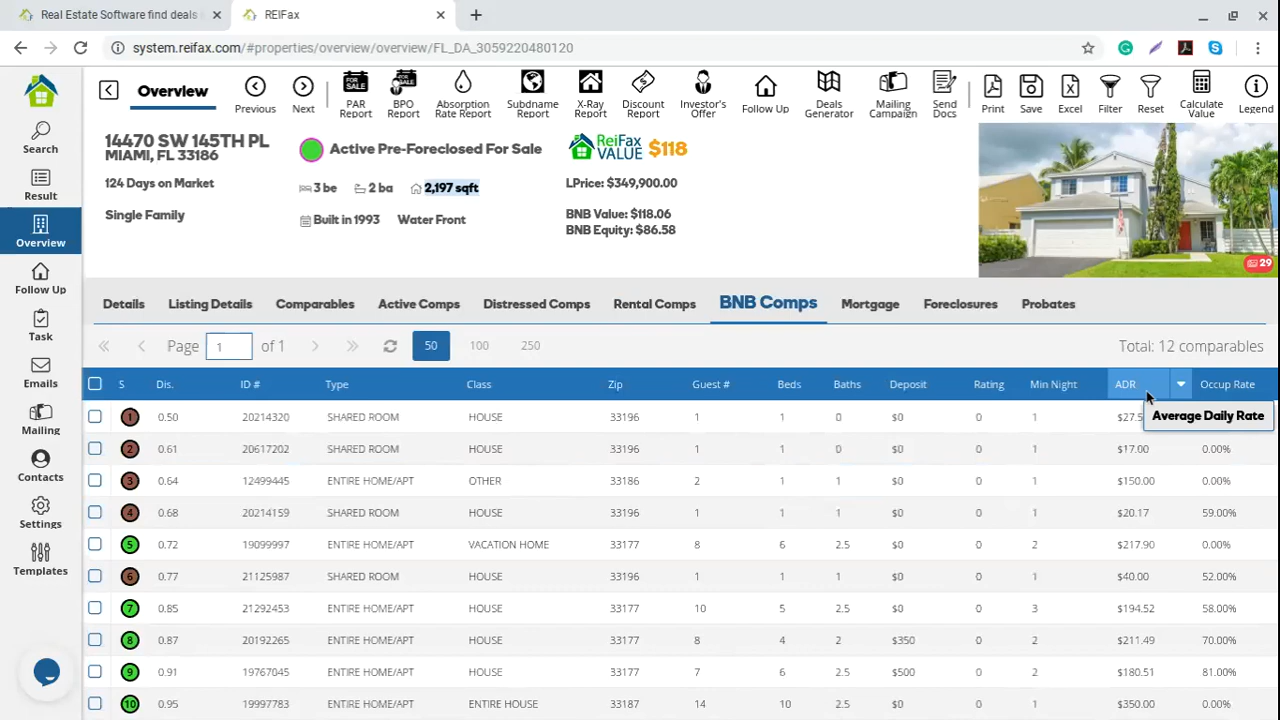 Real Estate Software find deals
REIFax
system.reifax.com/#properties/overview/overview/FL_DA_3059220480120
Overview
Previous
Next
PAR Report
BPO Report
Absorption Rate Report
Subdname Report
X-Ray Report
Discount Report
Investor's Offer
Follow Up
Deals Generator
Mailing Campaign
Send Docs
Print
Save
Excel
Filter
Reset
Calculate Value
Legend
Search
Result
Overview
Follow Up
Task
Emails
Mailing
Contacts
Settings
Templates
14470 SW 145TH PL
MIAMI, FL 33186
124 Days on Market
Single Family
Active Pre-Foreclosed For Sale
3 be 2 ba 2,197 sqft
Built in 1993 Water Front
ReiFax VALUE $118
LPrice: $349,900.00
BNB Value: $118.06
BNB Equity: $86.58
29
Details Listing Details Comparables Active Comps Distressed Comps Rental Comps BNB Comps Mortgage Foreclosures Probates
Page 1 of 1 50 100 250 Total: 12 comparables
S Dis. ID # Type Class Zip Guest # Beds Baths Deposit Rating Min Night ADR Occup Rate
Average Daily Rate
1 0.50 20214320 SHARED ROOM HOUSE 33196 1 1 0 $0 0 1
2 0.61 20617202 SHARED ROOM HOUSE 33196 1 1 0 $0 0 1 $17.00 0.00%
3 0.64 12499445 ENTIRE HOME/APT OTHER 33186 2 1 1 $0 0 1 $150.00 0.00%
4 0.68 20214159 SHARED ROOM HOUSE 33196 1 1 1 $0 0 1 $20.17 59.00%
5 0.72 19099997 ENTIRE HOME/APT VACATION HOME 33177 8 6 2.5 $0 0 2 $217.90 0.00%
6 0.77 21125987 SHARED ROOM HOUSE 33196 1 1 1 $0 0 1 $40.00 52.00%
7 0.85 21292453 ENTIRE HOME/APT HOUSE 33177 10 5 2.5 $0 0 3 $194.52 58.00%
8 0.87 20192265 ENTIRE HOME/APT HOUSE 33177 8 4 2 $350 0 2 $211.49 70.00%
9 0.91 19767045 ENTIRE HOME/APT HOUSE 33177 7 6 2.5 $500 0 2 $180.51 81.00%
10 0.95 19997783 ENTIRE HOME/APT ENTIRE HOUSE 33187 14 10 2.5 $0 0 1 $350.00 0.00%